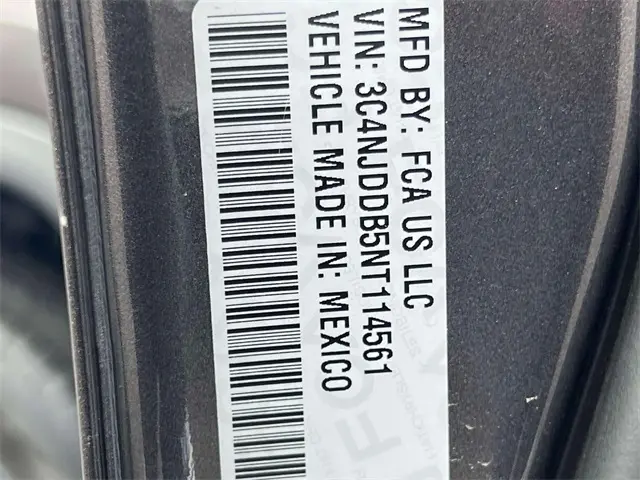 MFD BY: FCA US LLC
VIN: 3C4NJDDB5NT114561
VEHICLE MADE IN: MEXICO